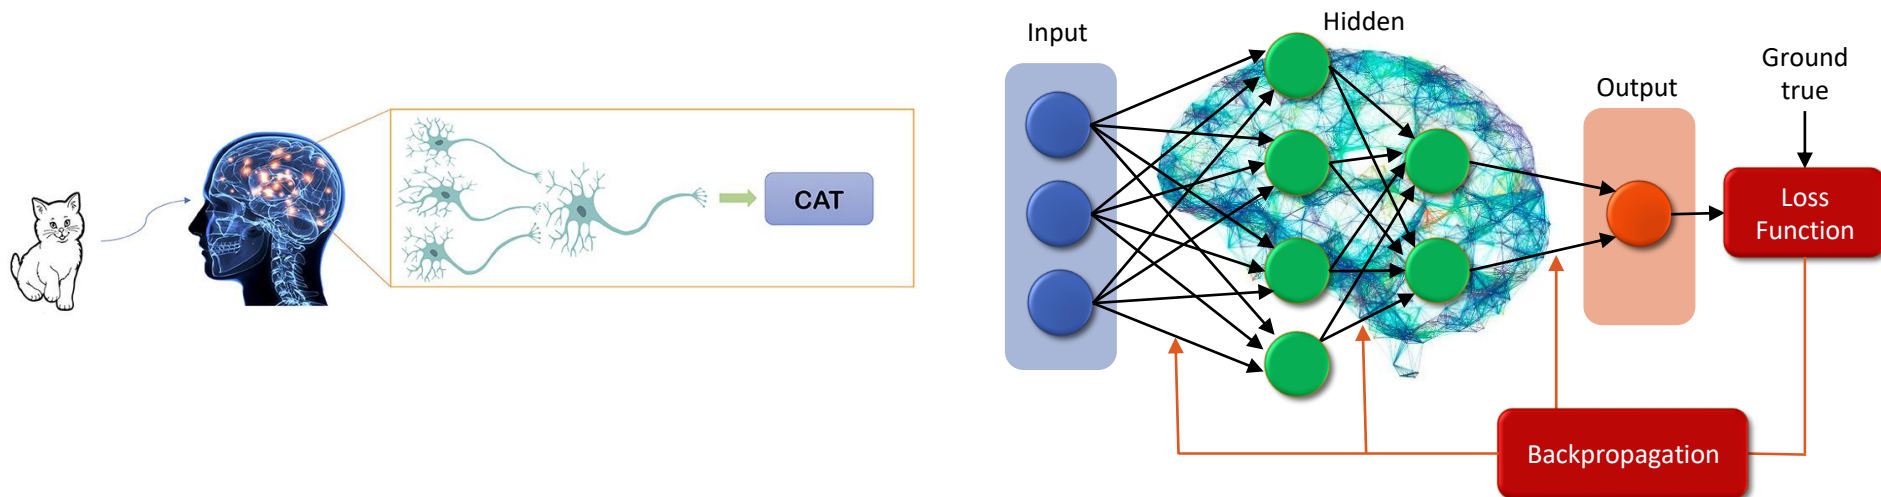 CAT
Input
Hidden
Output
Ground
true
Loss
Function
Backpropagation